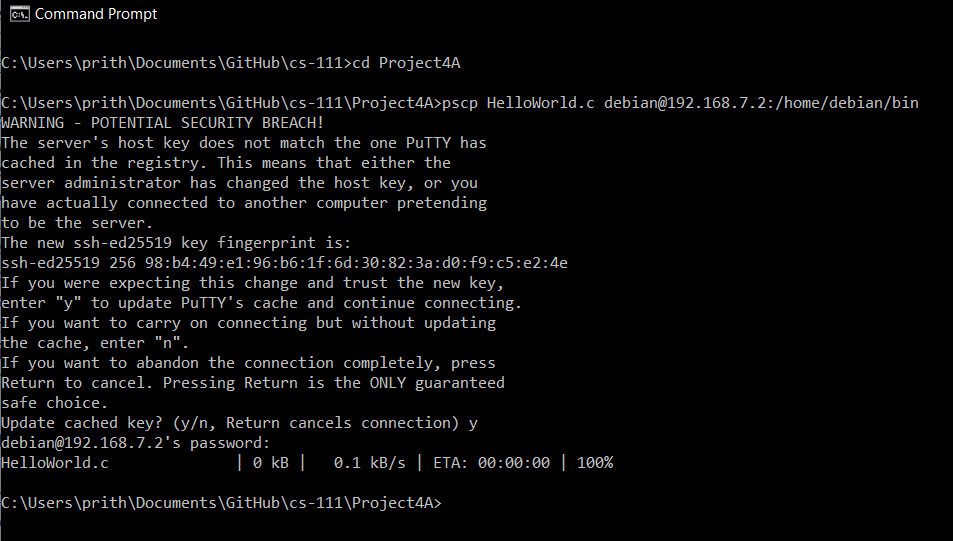 Command Prompt
C:\Users\prith\Documents\GitHub\cs-111>cd Project4A
C:\Users\prith\Documents\GitHub\cs-111\Project4A>pscp HelloWorld.c debian@192.168.7.2:/home/debian/bin
WARNING - POTENTIAL SECURITY BREACH!
The server's host key does not match the one PuTTY has
cached in the registry. This means that either the
server administrator has changed the host key, or you
have actually connected to another computer pretending
to be the server.
The new ssh-ed25519 key fingerprint is:
ssh-ed25519 256 98:b4:49:e1:96:b6:1f:6d:30:82:3a:d0:f9:c5:e2:4e
If you were expecting this change and trust the new key,
enter "y" to update PuTTY's cache and continue connecting.
If you want to carry on connecting but without updating
the cache, enter "n".
If you want to abandon the connection completely, press
Return to cancel. Pressing Return is the ONLY guaranteed
safe choice.
Update cached key? (y/n, Return cancels connection) y
debian@192.168.7.2's password:
HelloWorld.c | 0 kB | 0.1 kB/s | ETA: 00:00:00 | 100%
C:\Users\prith\Documents\GitHub\cs-111\Project4A>